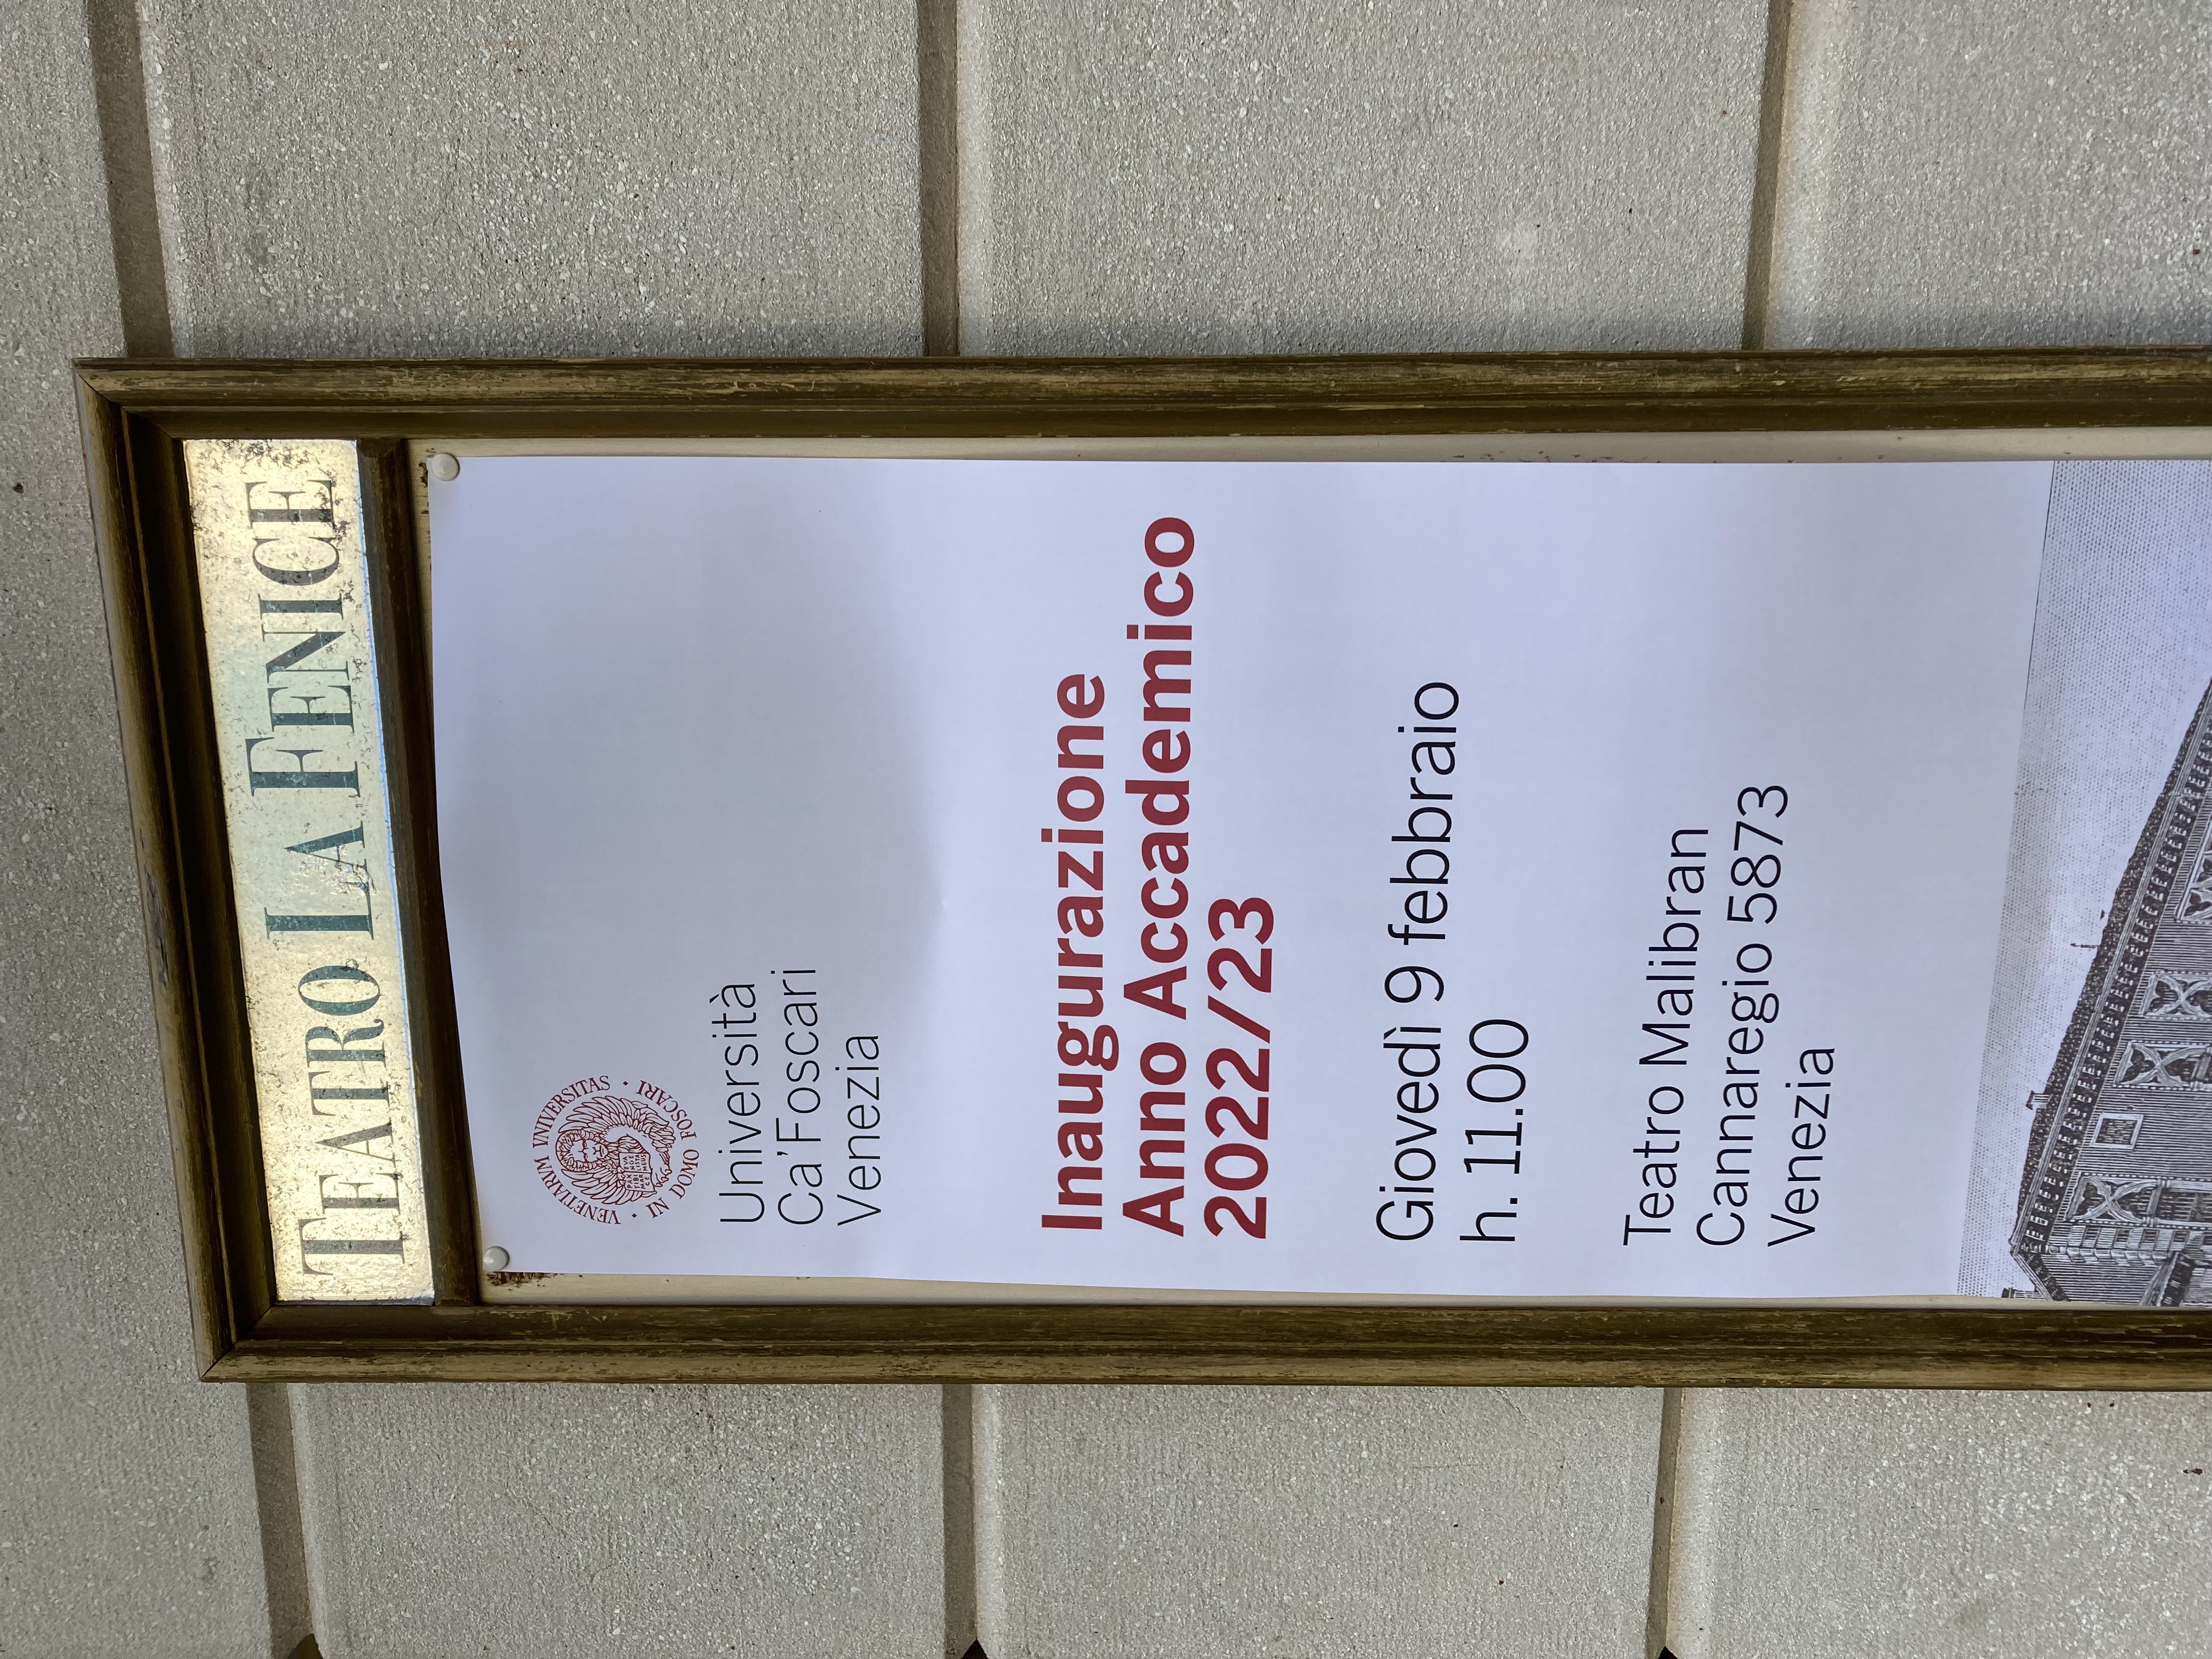 TEATRO LA FENICE
VENETIARUM UNIVERSITAS · IN DOMO FOSCARI ·
Università
Ca'Foscari
Venezia
Inaugurazione
Anno Accademico
2022/23
Giovedì 9 febbraio
h. 11.00
Teatro Malibran
Cannaregio 5873
Venezia